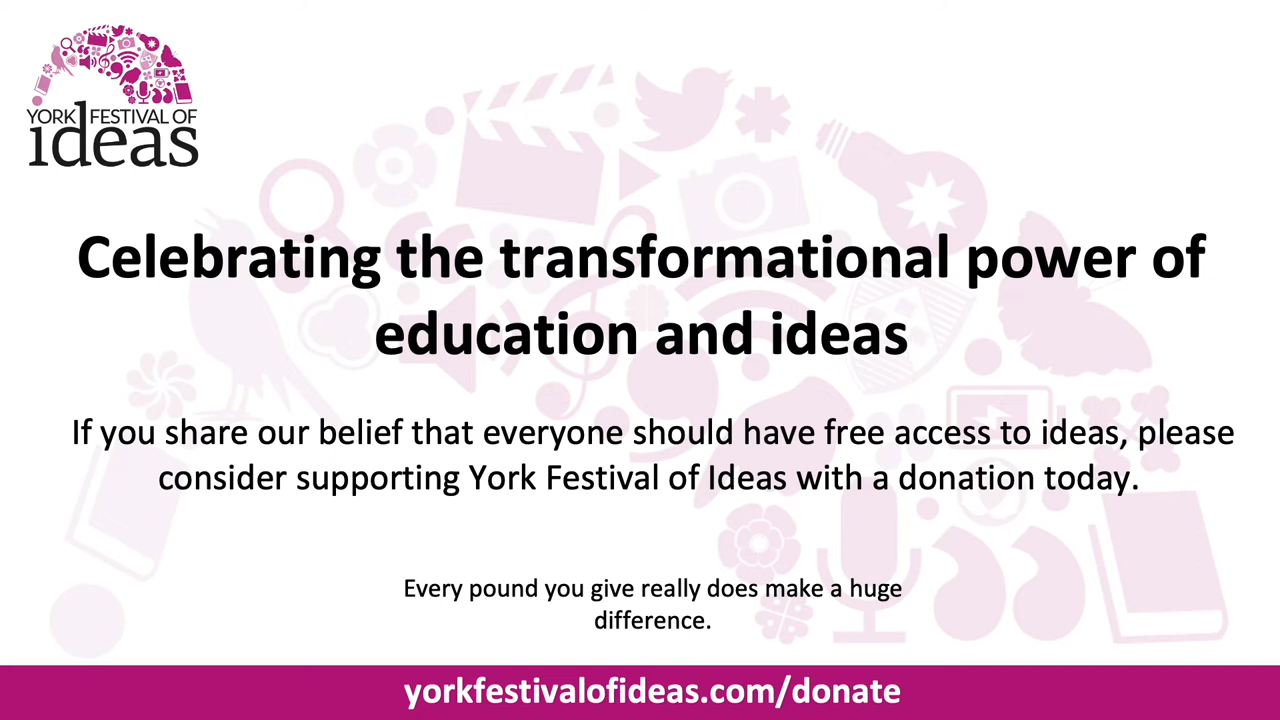 YORK FESTIVAL OF
ideas
Celebrating the transformational power of
education and ideas
If you share our belief that everyone should have free access to ideas, please
consider supporting York Festival of Ideas with a donation today.
Every pound you give really does make a huge
difference.
yorkfestivalofideas.com/donate